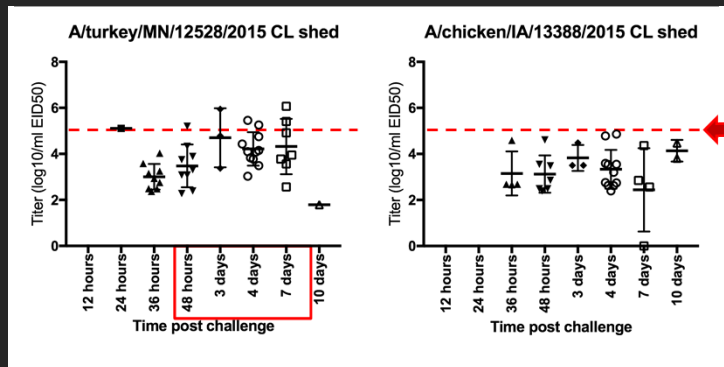 A/turkey/MN/12528/2015 CL shed
Titer (log10/ml EID50)
8
6
4
2
0
12 hours
24 hours
36 hours
48 hours
3 days
4 days
7 days
10 days
Time post challenge
A/chicken/IA/13388/2015 CL shed
Titer (log10/ml EID50)
8
6
4
2
0
12 hours
24 hours
36 hours
48 hours
3 days
4 days
7 days
10 days
Time post challenge